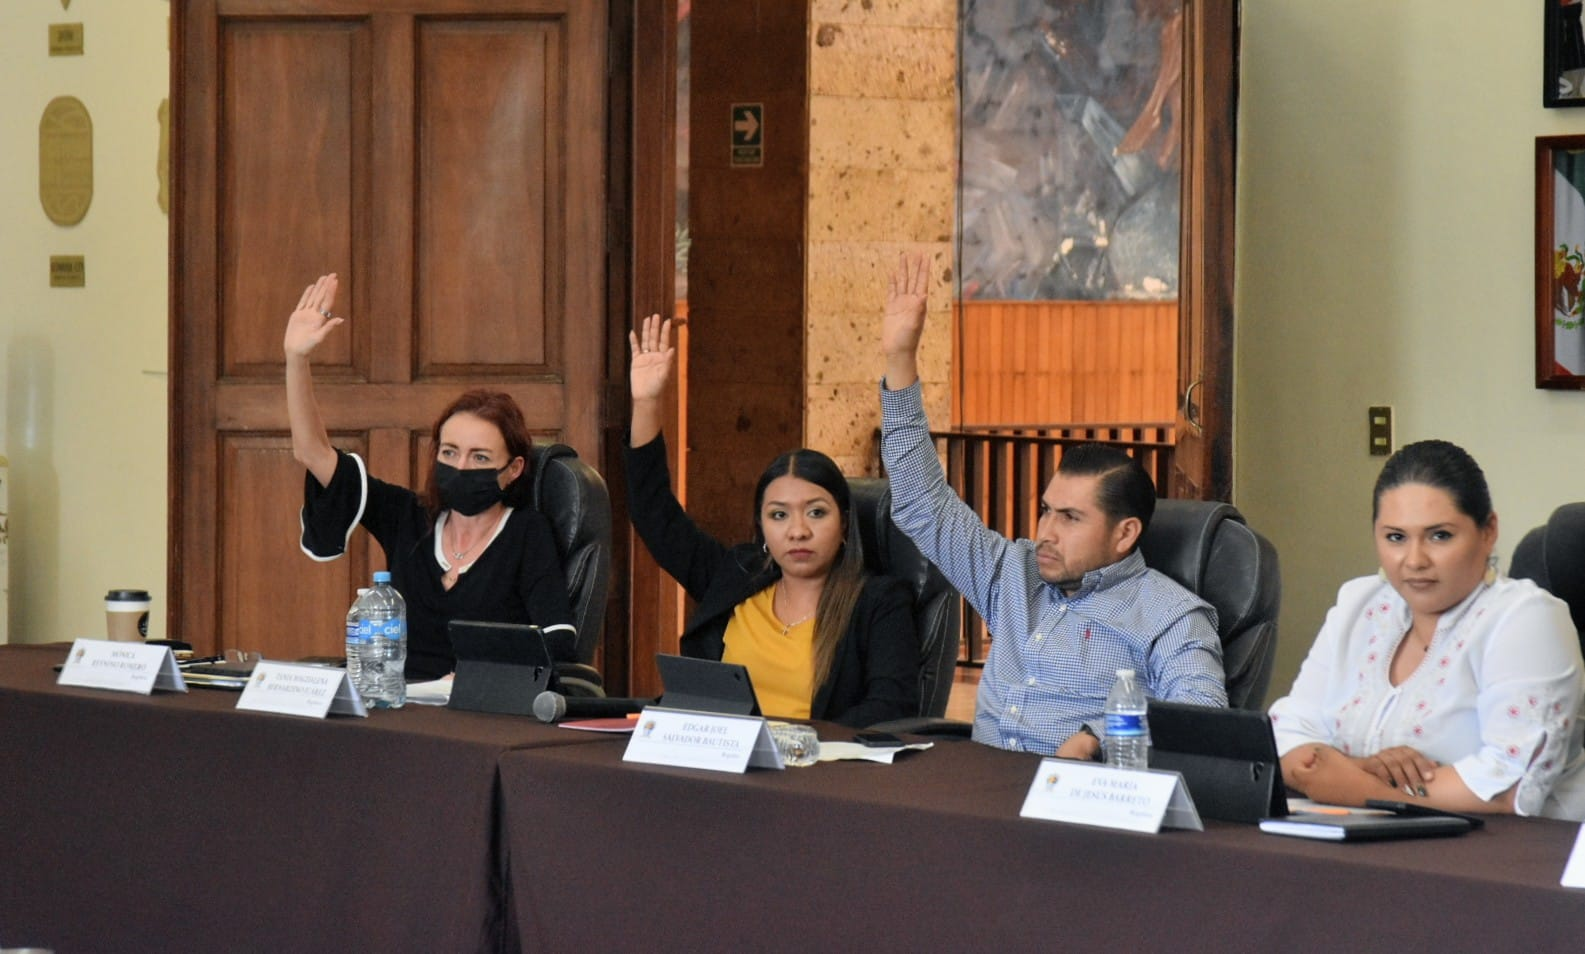 MÓNICA
REYNOSO ROMERO
Regidora
TANIA MAGDALENA
BERNARDINO JUÁREZ
Regidora
EDGAR JOEL
SALVADOR BAUTISTA
Regidor
EVA MARÍA
DE JESÚS BARRETO
Regidora
ciel